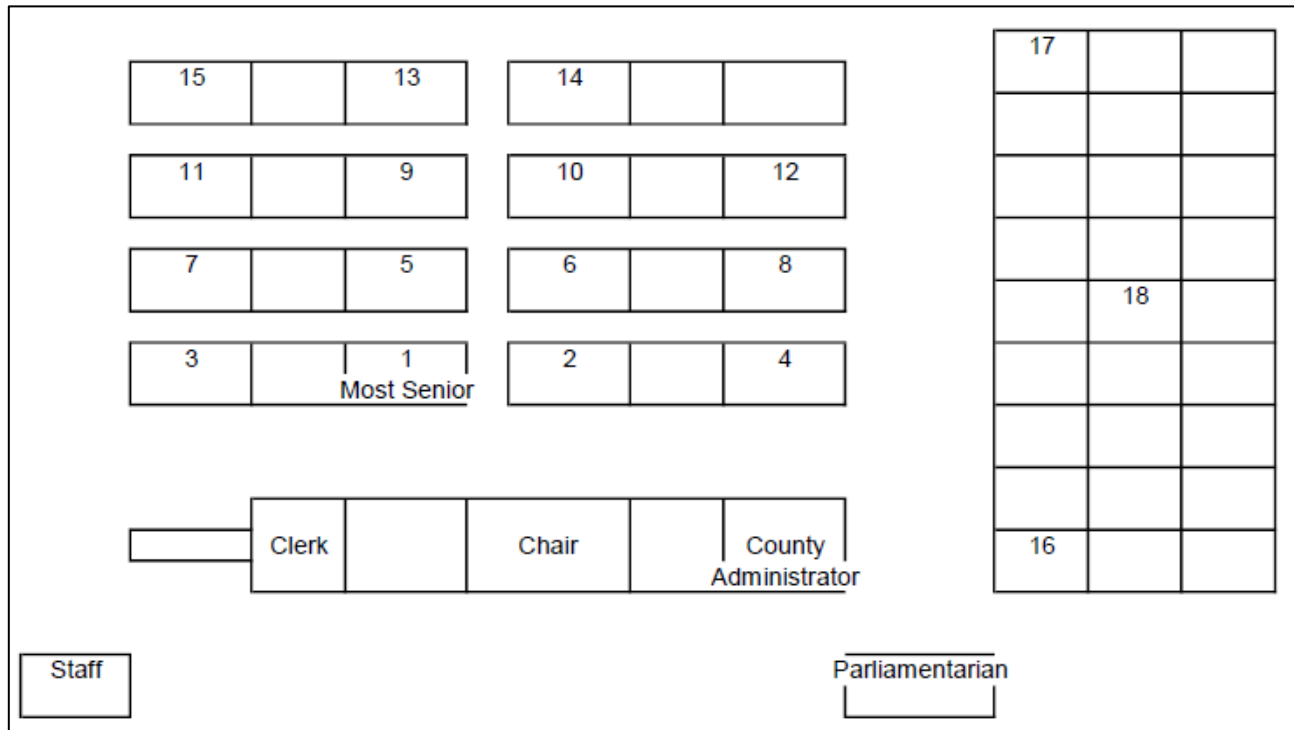 17
15 13 14
11 9 10 12
7 5 6 8
18
3 1 2 4
Most Senior
Clerk Chair County
Administrator
16
Staff Parliamentarian